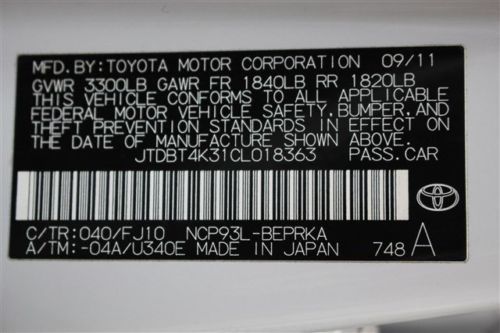 MFD.BY: TOYOTA MOTOR CORPORATION 09/11
GVWR 3300LB GAWR FR 1840LB RR 1820LB
THIS VEHICLE CONFORMS TO ALL APPLICABLE
FEDERAL MOTOR VEHICLE SAFETY, BUMPER, AND
THEFT PREVENTION STANDARDS IN EFFECT ON
THE DATE OF MANUFACTURE SHOWN ABOVE.
JTDBT4K31CL018363 PASS.CAR
TOYOTA
C/TR: 040/FJ10 NCP93L-BEPRKA
A/TM: -04A/U340E MADE IN JAPAN 748 A